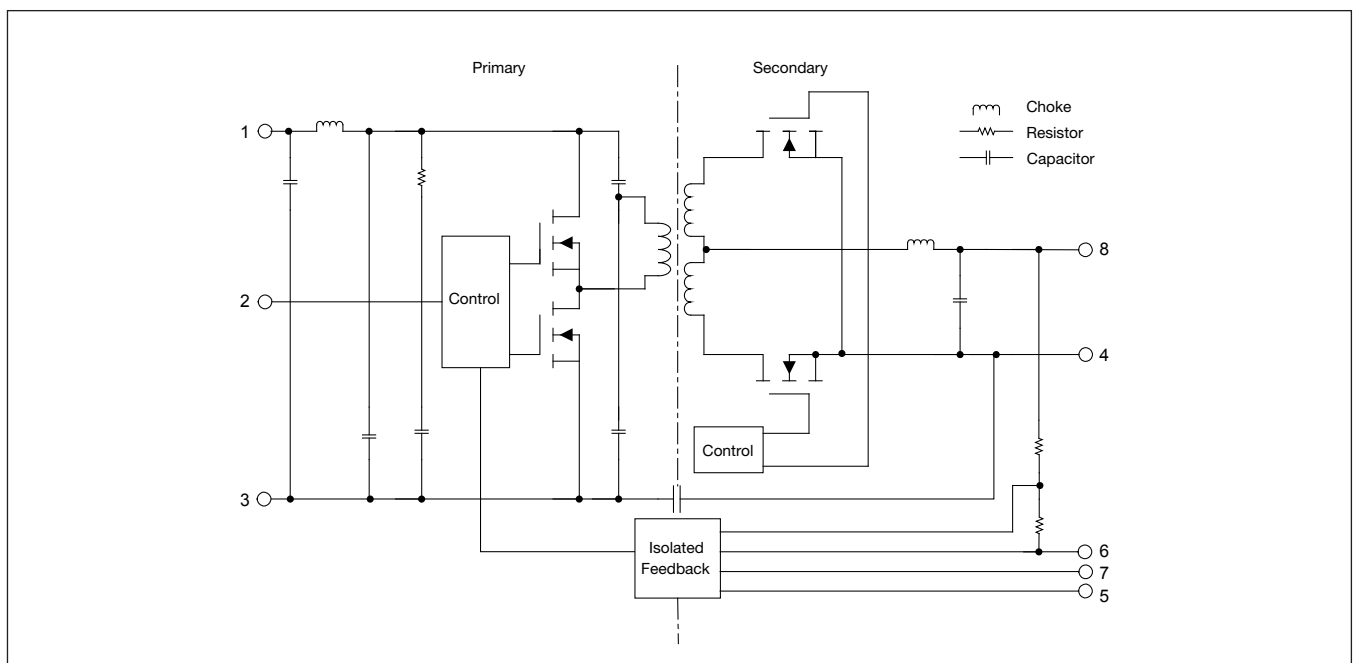 Primary
Secondary
Choke
Resistor
Capacitor
1
8
2
Control
4
Control
3
Isolated
Feedback
6
7
5